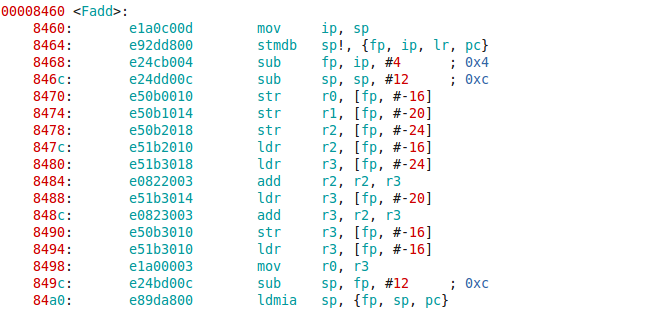 00008460 <Fadd>:
8460: e1a0c00d mov ip, sp
8464: e92dd800 stmdb sp!, {fp, ip, lr, pc}
8468: e24cb004 sub fp, ip, #4 ; 0x4
846c: e24dd00c sub sp, sp, #12 ; 0xc
8470: e50b0010 str r0, [fp, #-16]
8474: e50b1014 str r1, [fp, #-20]
8478: e50b2018 str r2, [fp, #-24]
847c: e51b2010 ldr r2, [fp, #-16]
8480: e51b3018 ldr r3, [fp, #-24]
8484: e0822003 add r2, r2, r3
8488: e51b3014 ldr r3, [fp, #-20]
848c: e0823003 add r3, r2, r3
8490: e50b3010 str r3, [fp, #-16]
8494: e51b3010 ldr r3, [fp, #-16]
8498: e1a00003 mov r0, r3
849c: e24bd00c sub sp, fp, #12 ; 0xc
84a0: e89da800 ldmia sp, {fp, sp, pc}